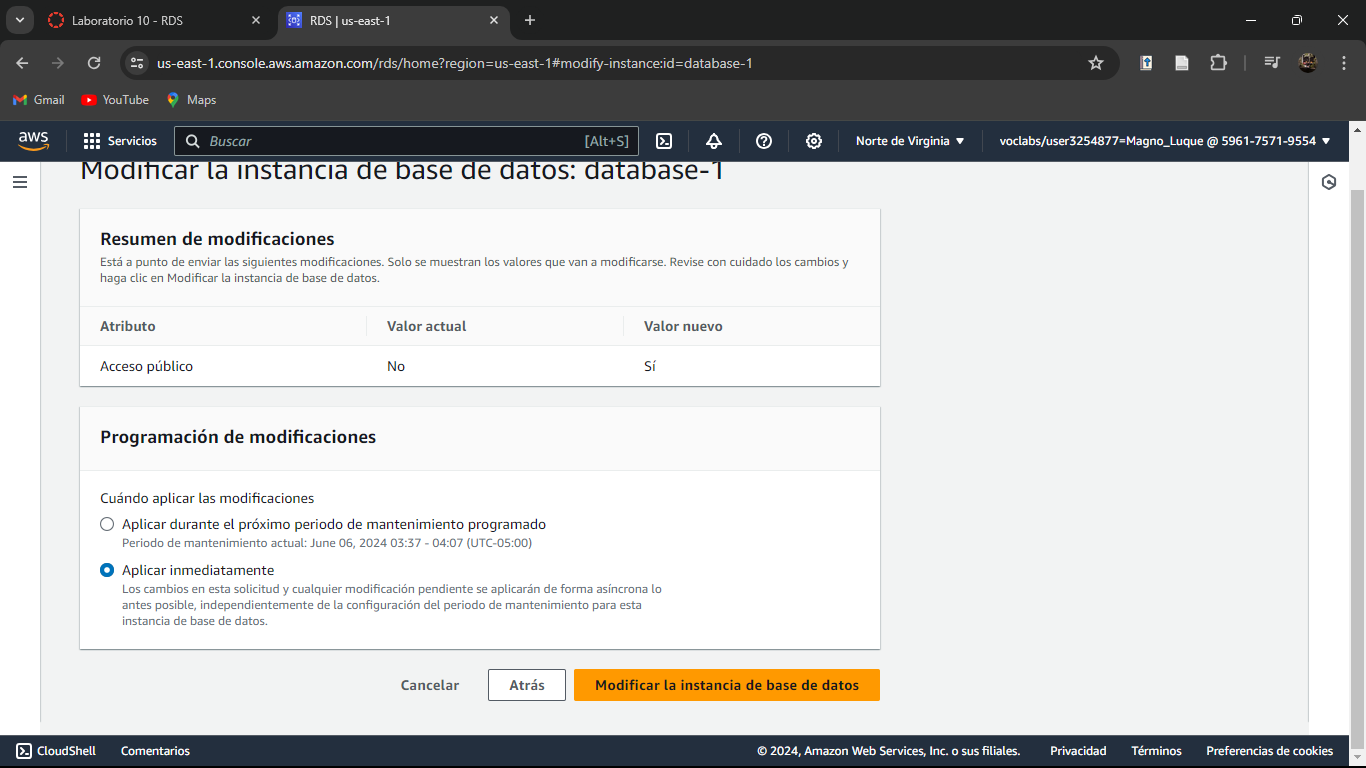 Laboratorio 10 - RDS
RDS | us-east-1
us-east-1.console.aws.amazon.com/rds/home?region=us-east-1#modify-instance:id=database-1
Gmail
YouTube
Maps
aws
Servicios
Buscar
[Alt+S]
Norte de Virginia
voclabs/user3254877=Magno_Luque @ 5961-7571-9554
Modificar la instancia de base de datos: database-1
Resumen de modificaciones
Está a punto de enviar las siguientes modificaciones. Solo se muestran los valores que van a modificarse. Revise con cuidado los cambios y
haga clic en Modificar la instancia de base de datos.
Atributo
Valor actual
Valor nuevo
Acceso público
No
Sí
Programación de modificaciones
Cuándo aplicar las modificaciones
Aplicar durante el próximo periodo de mantenimiento programado
Periodo de mantenimiento actual: June 06, 2024 03:37 - 04:07 (UTC-05:00)
Aplicar inmediatamente
Los cambios en esta solicitud y cualquier modificación pendiente se aplicarán de forma asíncrona lo
antes posible, independientemente de la configuración del periodo de mantenimiento para esta
instancia de base de datos.
Cancelar
Atrás
Modificar la instancia de base de datos
CloudShell
Comentarios
© 2024, Amazon Web Services, Inc. o sus filiales.
Privacidad
Términos
Preferencias de cookies